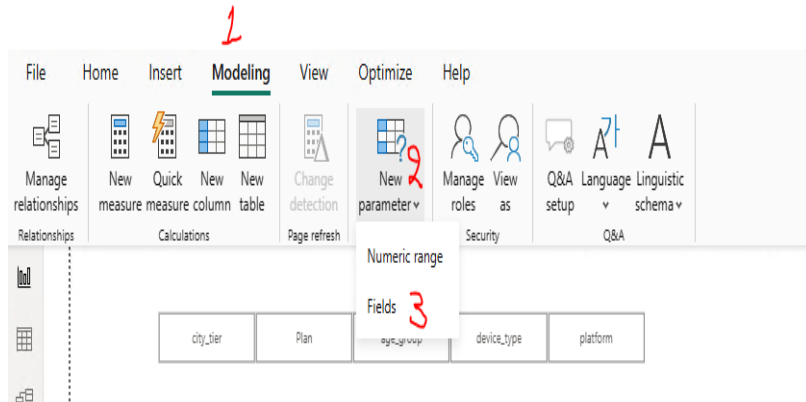 1
File Home Insert Modeling View Optimize Help
Manage relationships
New measure
Quick measure
New column
New table
Change detection
New parameter
2
Manage roles
View as
Q&A setup
Language
Linguistic schema
Relationships Calculations Page refresh Security Q&A
Numeric range
Fields 3
city_tier Plan age_group device_type platform